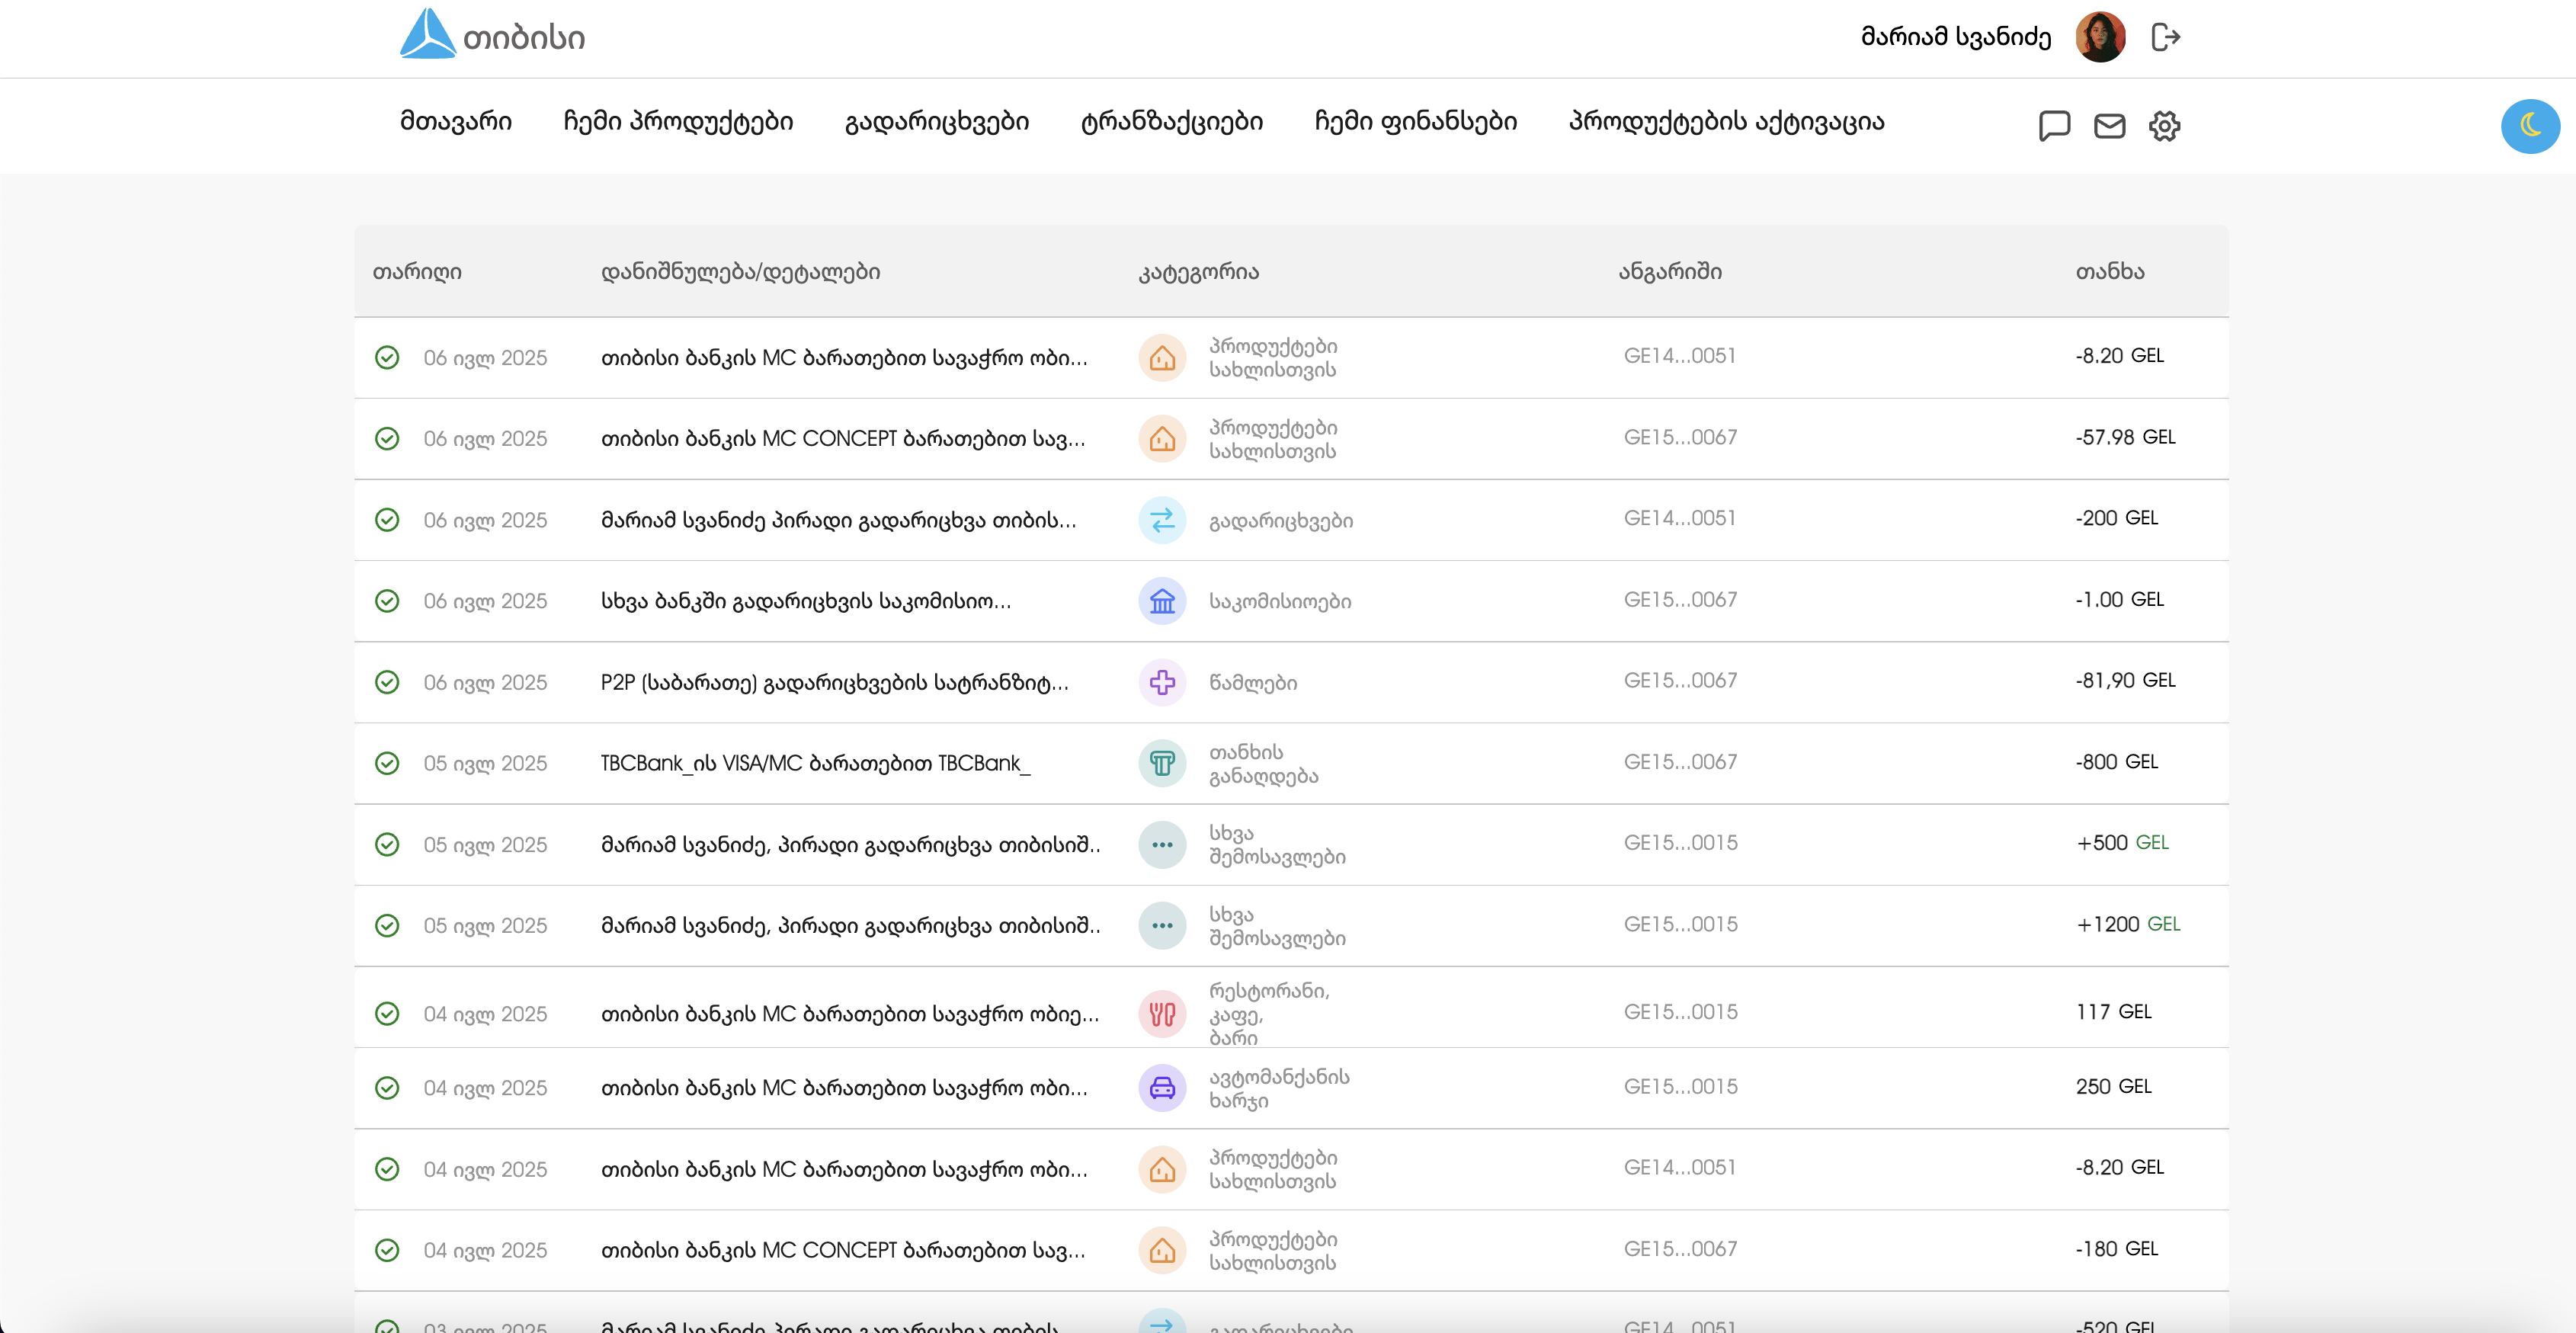 თიბისი
მარიამ სვანიძე
მთავარი ჩემი პროდუქტები გადარიცხვები ტრანზაქციები ჩემი ფინანსები პროდუქტების აქტივაცია
თარიღი დანიშნულება/დეტალები კატეგორია ანგარიში თანხა
06 ივლ 2025 თიბისი ბანკის MC ბარათებით სავაჭრო ობი... პროდუქტები სახლისთვის GE14...0051 -8.20 GEL
06 ივლ 2025 თიბისი ბანკის MC CONCEPT ბარათებით სავ... პროდუქტები სახლისთვის GE15...0067 -57.98 GEL
06 ივლ 2025 მარიამ სვანიძე პირადი გადარიცხვა თიბის... გადარიცხვები GE14...0051 -200 GEL
06 ივლ 2025 სხვა ბანკში გადარიცხვის საკომისიო... საკომისიოები GE15...0067 -1.00 GEL
06 ივლ 2025 P2P (საბარათე) გადარიცხვების სატრანზიტ... წამლები GE15...0067 -81,90 GEL
05 ივლ 2025 TBCBank_ის VISA/MC ბარათებით TBCBank_ თანხის განაღდება GE15...0067 -800 GEL
05 ივლ 2025 მარიამ სვანიძე, პირადი გადარიცხვა თიბისიშ.. სხვა შემოსავლები GE15...0015 +500 GEL
05 ივლ 2025 მარიამ სვანიძე, პირადი გადარიცხვა თიბისიშ.. სხვა შემოსავლები GE15...0015 +1200 GEL
04 ივლ 2025 თიბისი ბანკის MC ბარათებით სავაჭრო ობიე... რესტორანი, კაფე, ბარი GE15...0015 117 GEL
04 ივლ 2025 თიბისი ბანკის MC ბარათებით სავაჭრო ობი... ავტომანქანის ხარჯი GE15...0015 250 GEL
04 ივლ 2025 თიბისი ბანკის MC ბარათებით სავაჭრო ობი... პროდუქტები სახლისთვის GE14...0051 -8.20 GEL
04 ივლ 2025 თიბისი ბანკის MC CONCEPT ბარათებით სავ... პროდუქტები სახლისთვის GE15...0067 -180 GEL
03 ივლ 2025 მარიამ სვანიძე პირადი გადარიცხვა თიბის... გადარიცხვები GE14...0051 -520 GEL